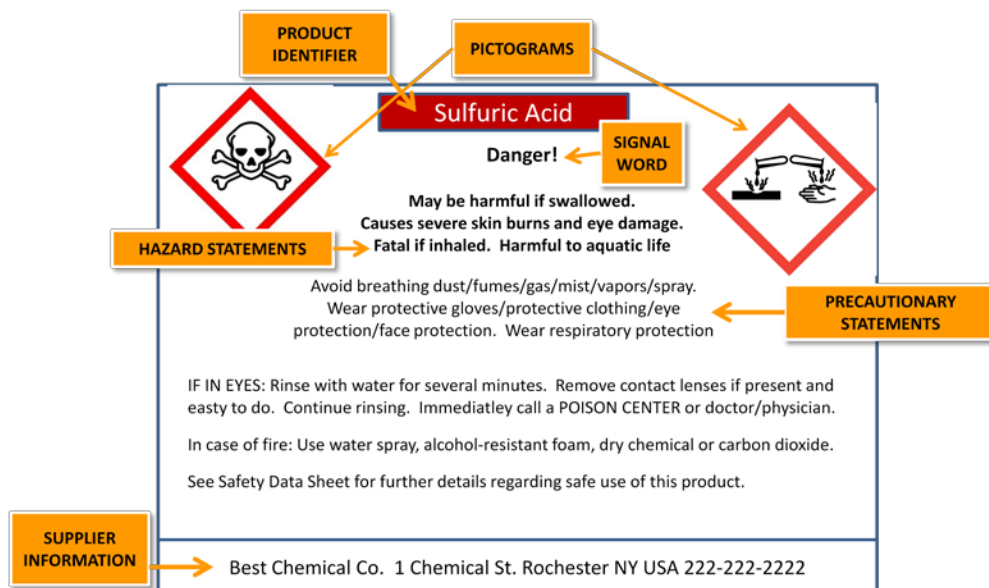 PRODUCT
IDENTIFIER
PICTOGRAMS
Sulfuric Acid
Danger!
SIGNAL
WORD
May be harmful if swallowed.
Causes severe skin burns and eye damage.
HAZARD STATEMENTS
Fatal if inhaled.  Harmful to aquatic life
Avoid breathing dust/fumes/gas/mist/vapors/spray.
Wear protective gloves/protective clothing/eye
protection/face protection.  Wear respiratory protection
PRECAUTIONARY
STATEMENTS
IF IN EYES: Rinse with water for several minutes.  Remove contact lenses if present and
easty to do.  Continue rinsing.  Immediatley call a POISON CENTER or doctor/physician.
In case of fire: Use water spray, alcohol-resistant foam, dry chemical or carbon dioxide.
See Safety Data Sheet for further details regarding safe use of this product.
SUPPLIER
INFORMATION
Best Chemical Co.  1 Chemical St. Rochester NY USA 222-222-2222